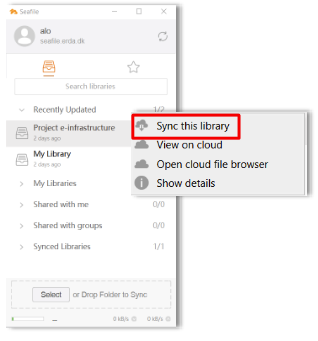 Seafile
alo
seafile.erda.dk
Search libraries
Recently Updated 1/2
Project e-infrastructure
2 days ago
My Library
2 days ago
My Libraries
Shared with me 0/0
Shared with groods 0/0
Synced Libraries 1/1
Sync this library
View on cloud
Open cloud file browser
Show details
Select or Drop Folder to Sync
0 kB/s 0 kB/s